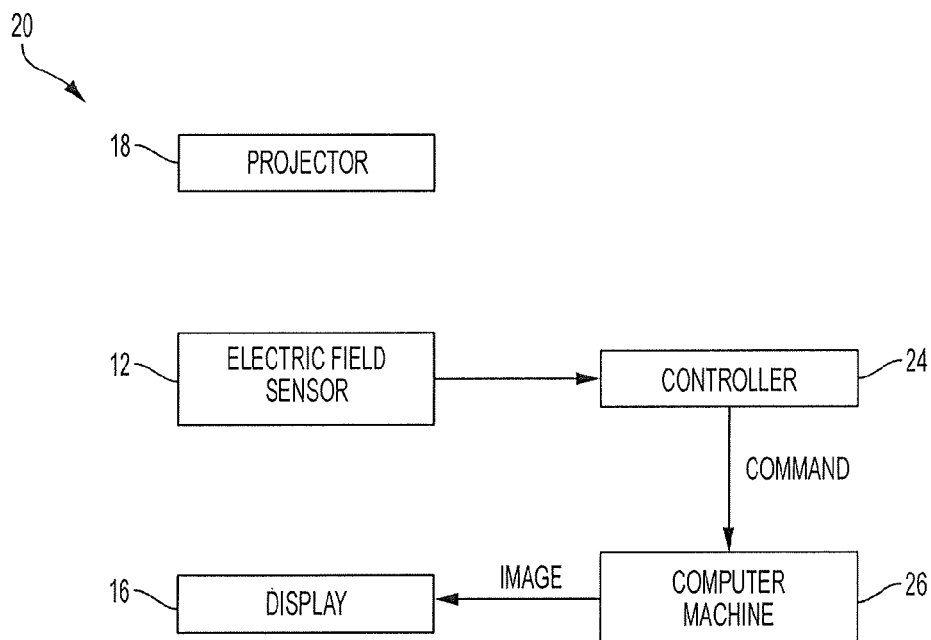 20
18
PROJECTOR
12
ELECTRIC FIELD
SENSOR
CONTROLLER
24
COMMAND
16
DISPLAY
IMAGE
COMPUTER
MACHINE
26